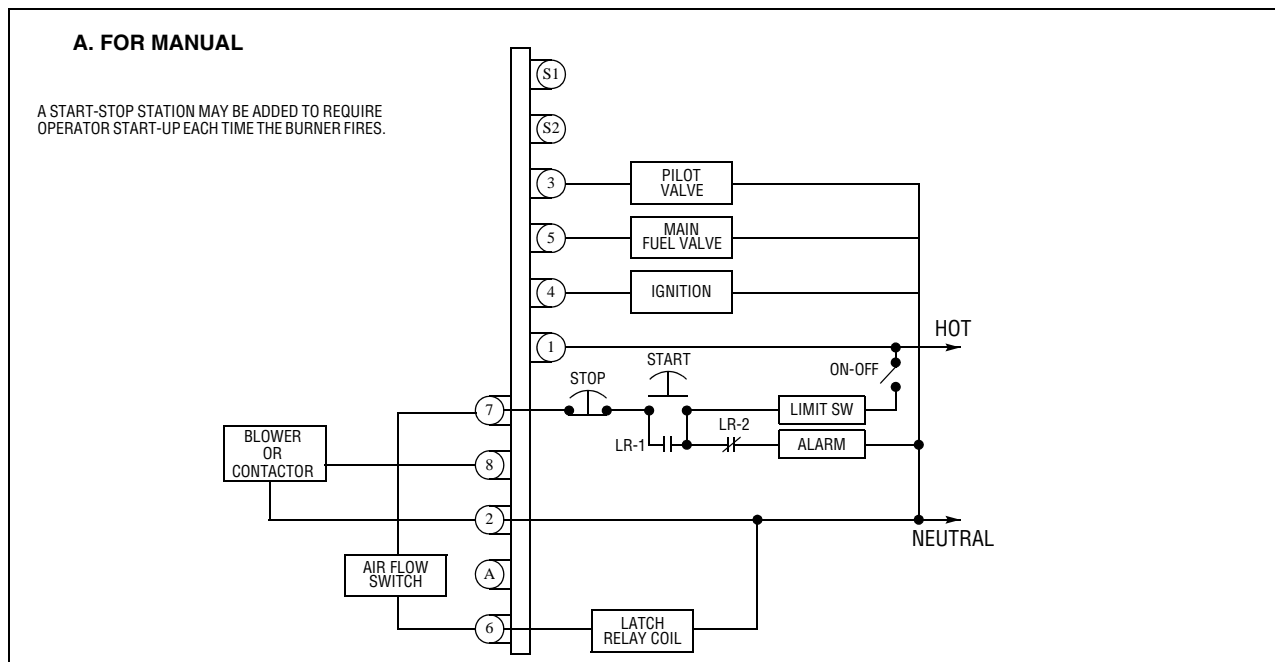 A. FOR MANUAL
A START-STOP STATION MAY BE ADDED TO REQUIRE
OPERATOR START-UP EACH TIME THE BURNER FIRES.
S1
S2
3
PILOT
VALVE
5
MAIN
FUEL VALVE
4
IGNITION
1
HOT
ON-OFF
START
STOP
7
LIMIT SW
LR-1
LR-2
ALARM
BLOWER
OR
CONTACTOR
8
2
NEUTRAL
AIR FLOW
SWITCH
A
6
LATCH
RELAY COIL